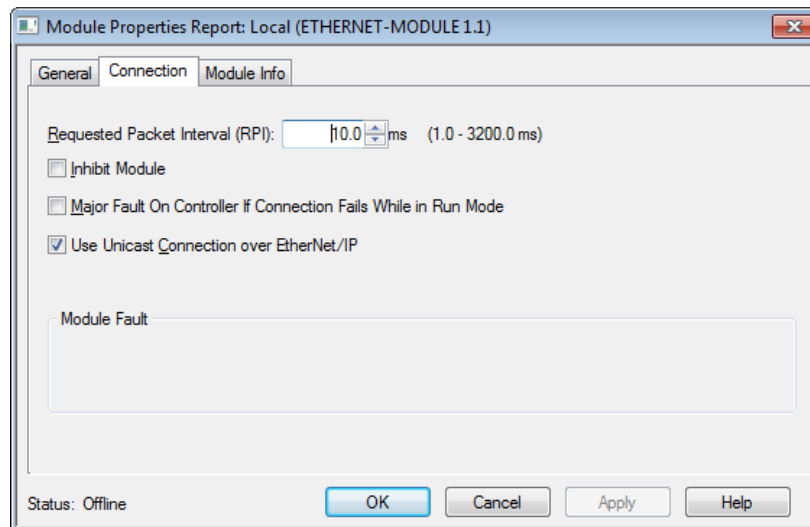 Module Properties Report: Local (ETHERNET-MODULE 1.1)
General Connection Module Info
Requested Packet Interval (RPI): 10.0 ms (1.0 - 3200.0 ms)
Inhibit Module
Major Fault On Controller If Connection Fails While in Run Mode
Use Unicast Connection over EtherNet/IP
Module Fault
Status: Offline OK Cancel Apply Help